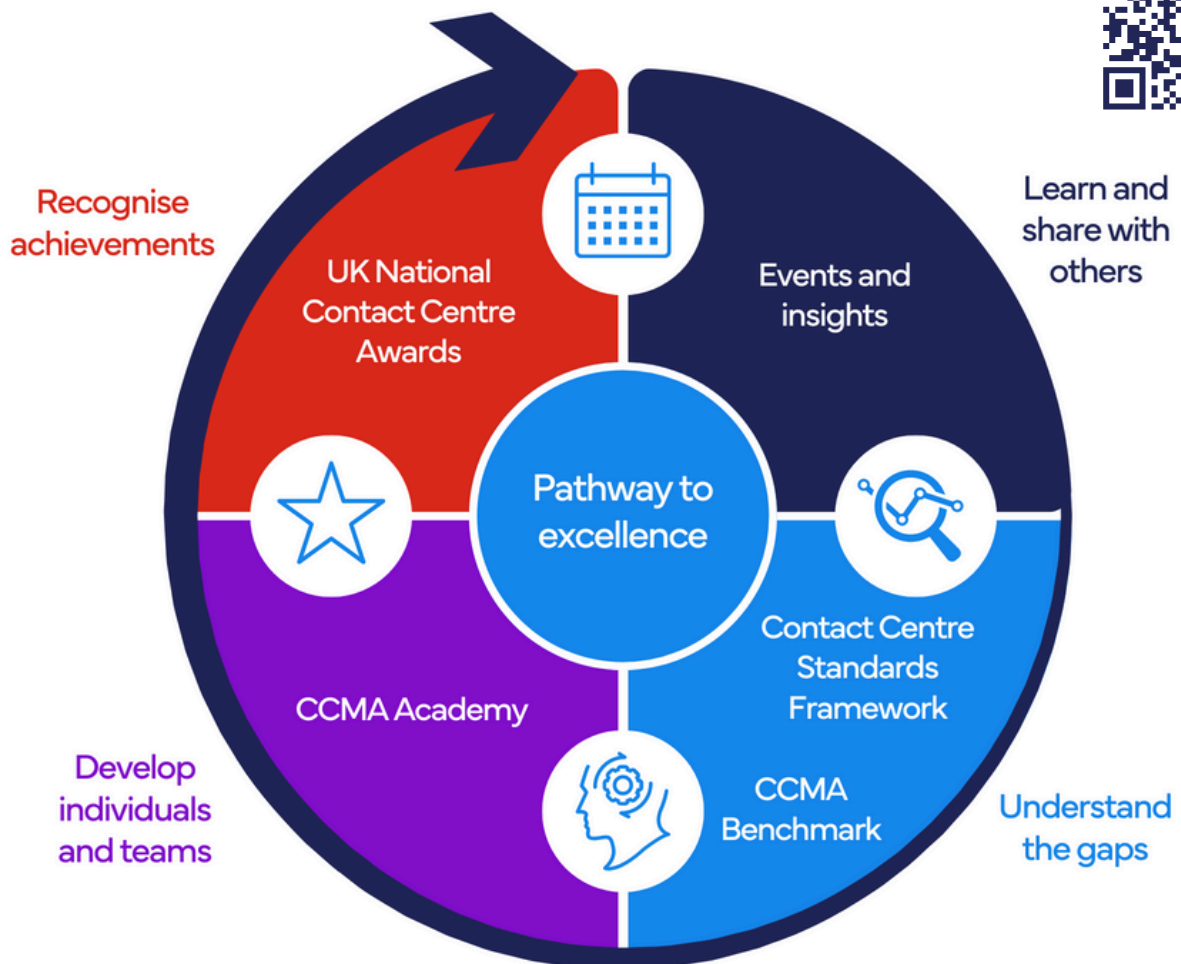 Recognise
achievements
UK National
Contact Centre
Awards
Events and
insights
Learn and
share with
others
Pathway to
excellence
Contact Centre
Standards
Framework
CCMA Benchmark
CCMA Academy
Develop
individuals
and teams
Understand
the gaps